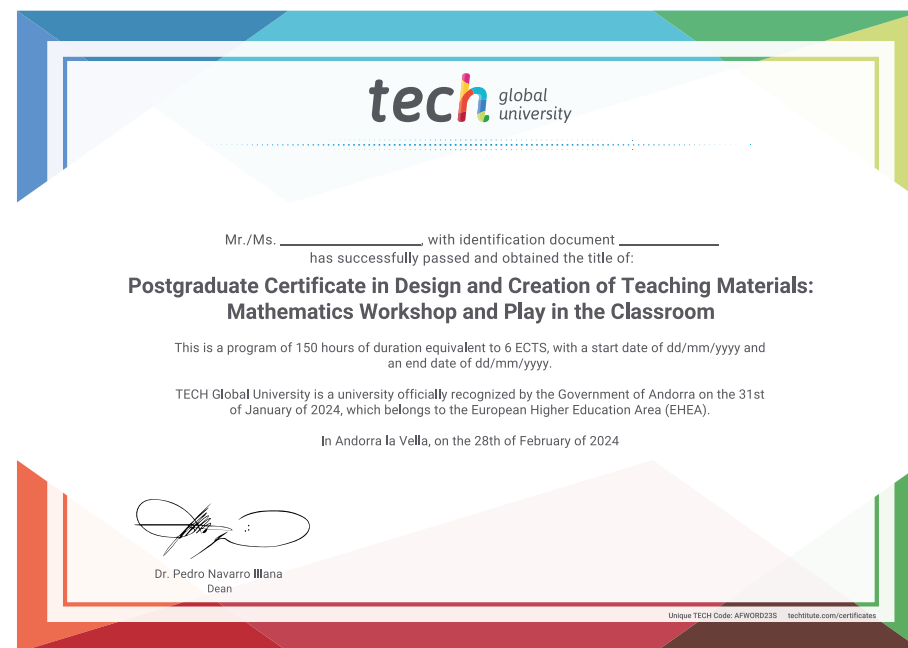 tech global
university
Mr./Ms. ____________________, with identification document ______________
has successfully passed and obtained the title of:
Postgraduate Certificate in Design and Creation of Teaching Materials:
Mathematics Workshop and Play in the Classroom
This is a program of 150 hours of duration equivalent to 6 ECTS, with a start date of dd/mm/yyyy and
an end date of dd/mm/yyyy.
TECH Global University is a university officially recognized by the Government of Andorra on the 31st
of January of 2024, which belongs to the European Higher Education Area (EHEA).
In Andorra la Vella, on the 28th of February of 2024
Dr. Pedro Navarro Illana
Dean
Unique TECH Code: AFWORD23S techtitute.com/certificates